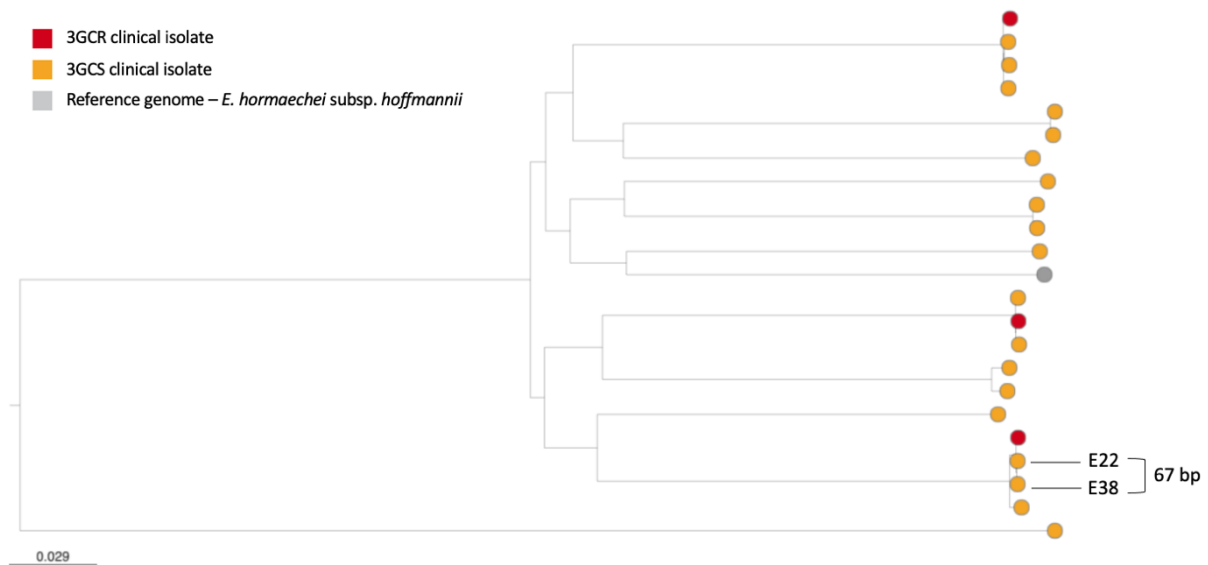 3GCR clinical isolate
3GCS clinical isolate
Reference genome – E. hormaechei subsp. hoffmannii
E22
67 bp
E38
0.029